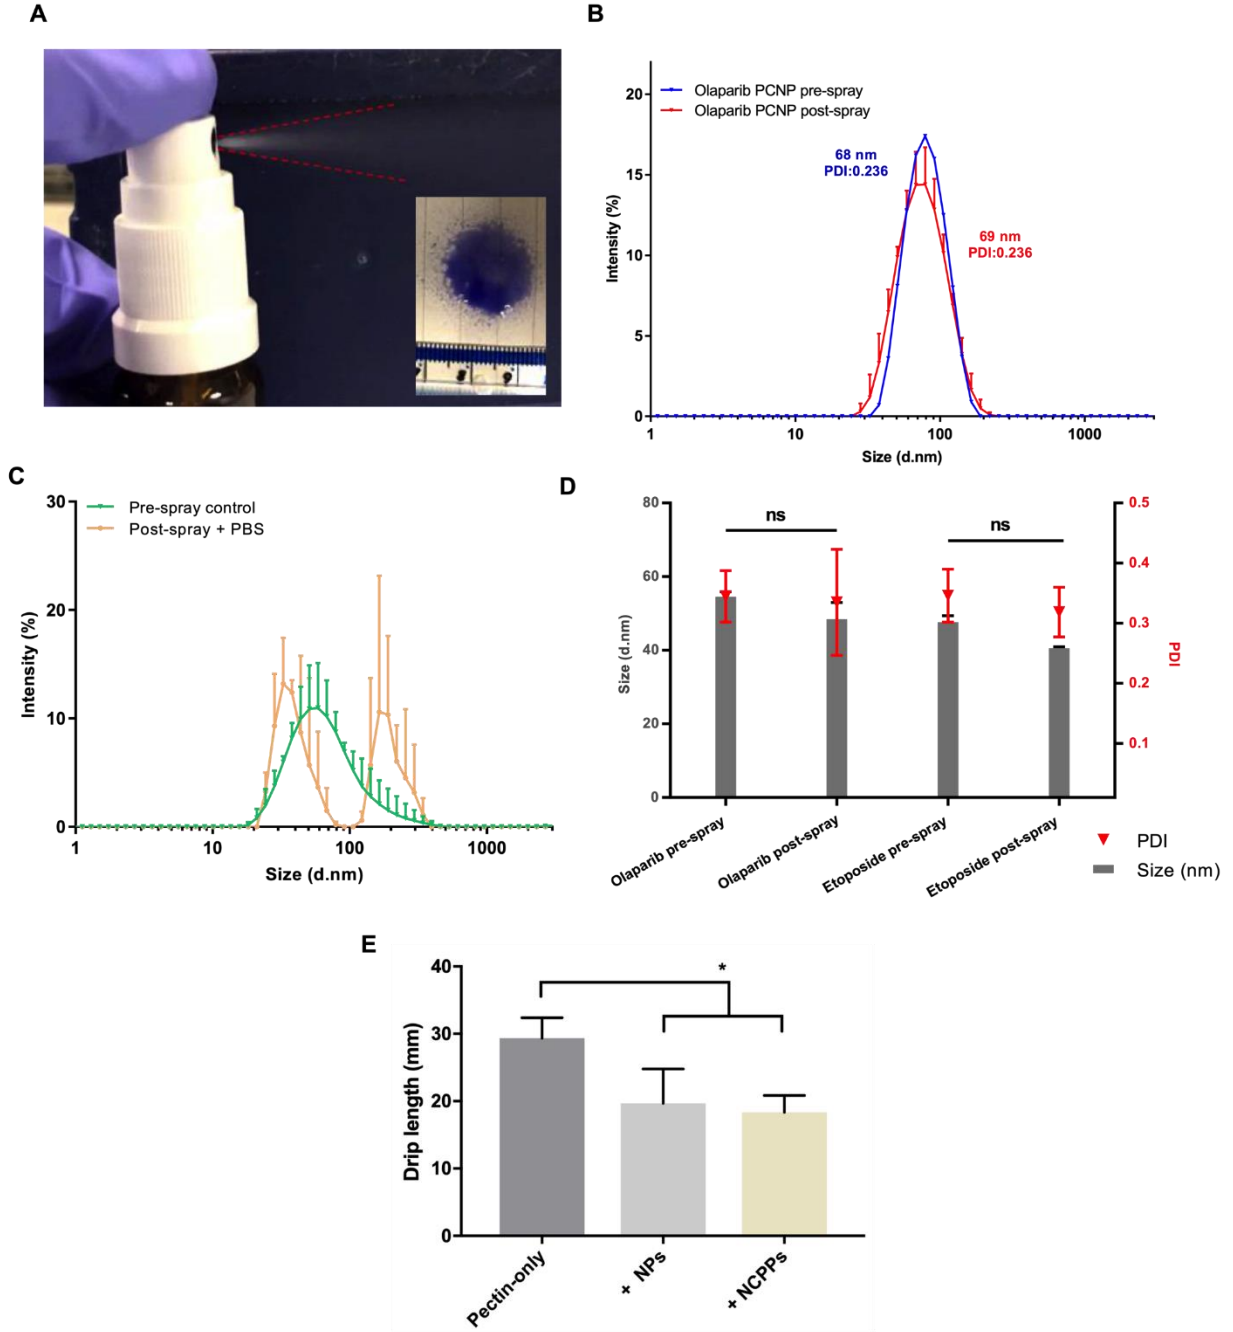 A
B
20
15
10
5
0
Intensity (%)
Olaparib PCNP pre-spray
Olaparib PCNP post-spray
68 nm
PDI:0.236
69 nm
PDI:0.236
1
10
100
1000
Size (d.nm)
C
30
20
10
0
Intensity (%)
Pre-spray control
Post-spray + PBS
1
10
100
1000
Size (d.nm)
D
80
60
40
20
0
Size (d.nm)
ns
ns
0.5
0.4
0.3
0.2
0.1
PDI
Olaparib pre-spray
Olaparib post-spray
Etoposide pre-spray
Etoposide post-spray
PDI
Size (nm)
E
40
30
20
10
0
Drip length (mm)
*
Pectin-only
+ NPs
+ NCPPs